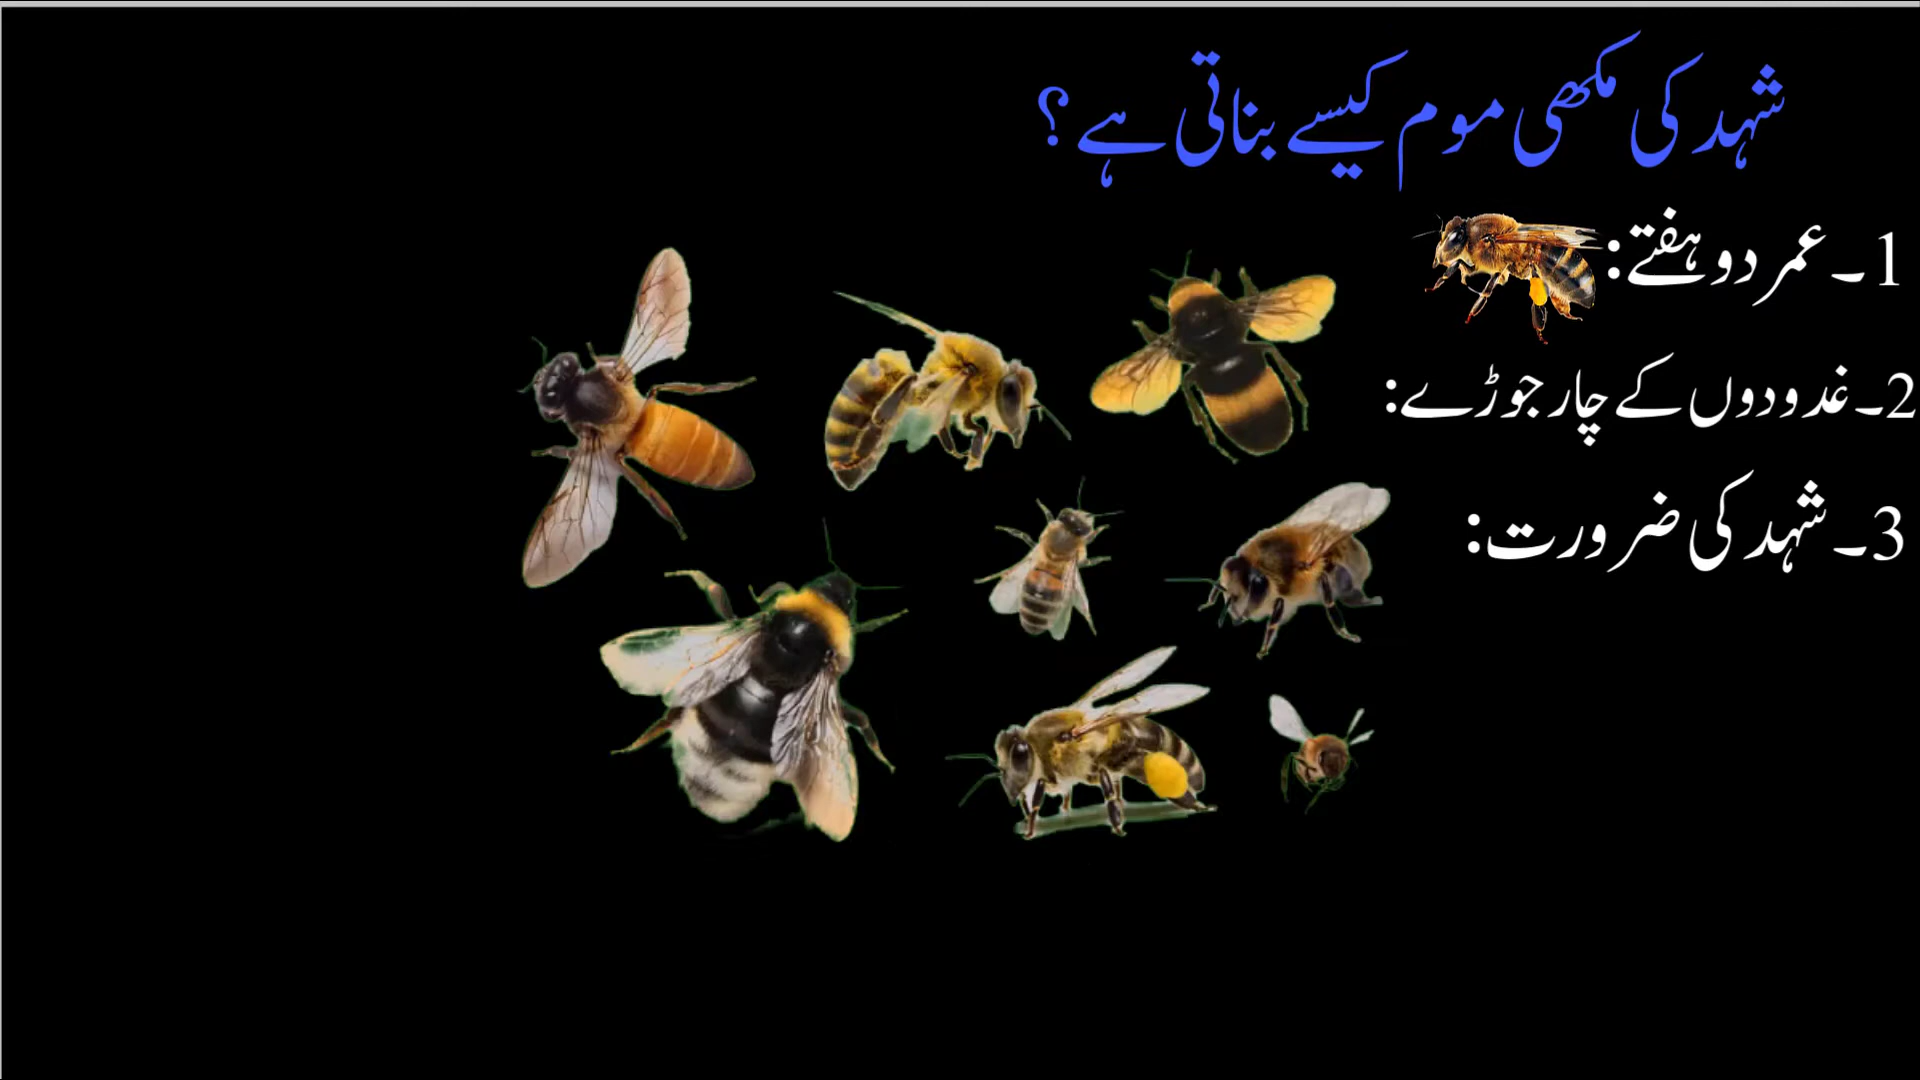 شہد کی مکھی موم کیسے بناتی ہے؟
1۔ عمر دو ہفتے:
2۔ غدودوں کے چار جوڑے:
3۔ شہد کی ضرورت: